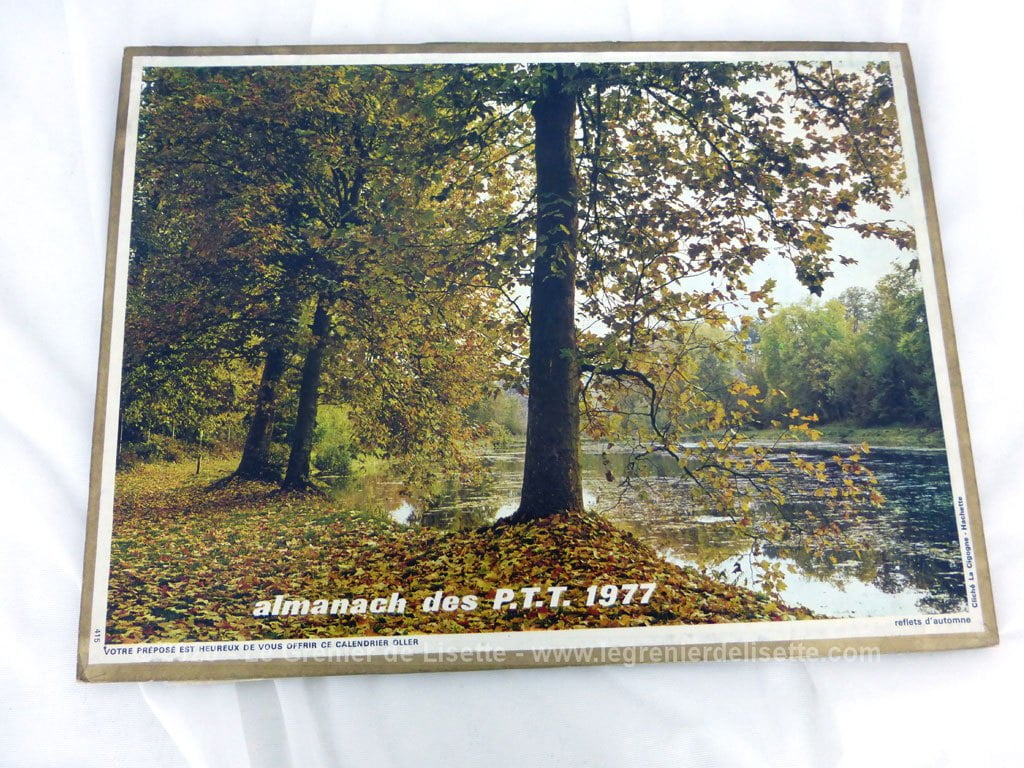 almanach des P.T.T. 1977
Cliché La Cigogne - Hachette
reflets d'automne
415
VOTRE PRÉPOSÉ EST HEUREUX DE VOUS OFFRIR CE CALENDRIER OLLER
Le Grenier de Lisette - www.legrenierdelisette.com